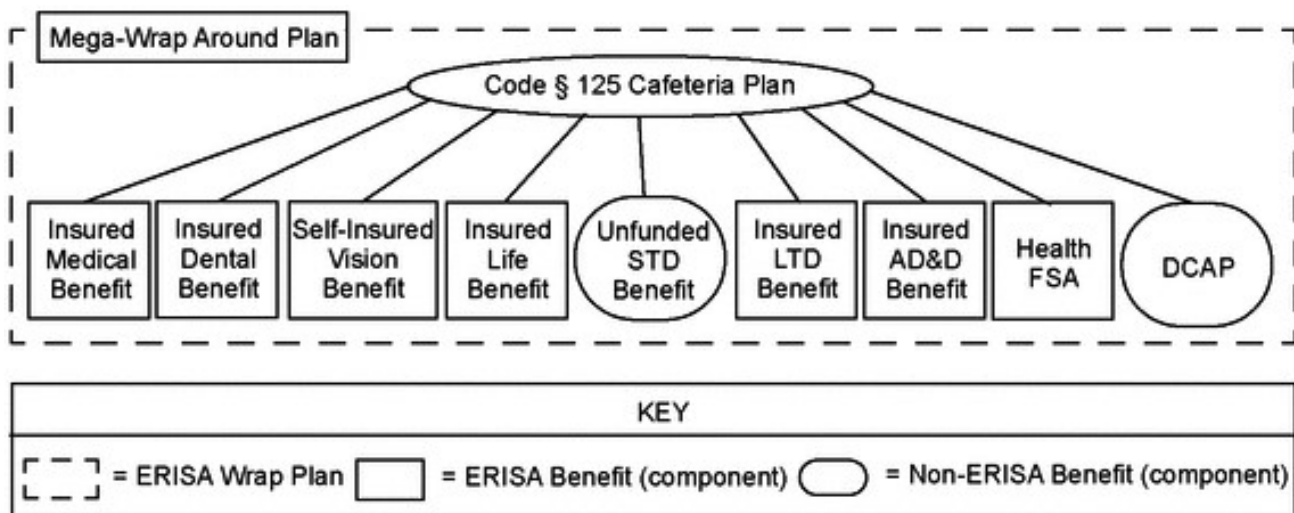 Mega-Wrap Around Plan
Code § 125 Cafeteria Plan
Insured
Medical
Benefit
Insured
Dental
Benefit
Self-Insured
Vision
Benefit
Insured
Life
Benefit
Unfunded
STD
Benefit
Insured
LTD
Benefit
Insured
AD&D
Benefit
Health
FSA
DCAP
KEY
= ERISA Wrap Plan
= ERISA Benefit (component)
= Non-ERISA Benefit (component)